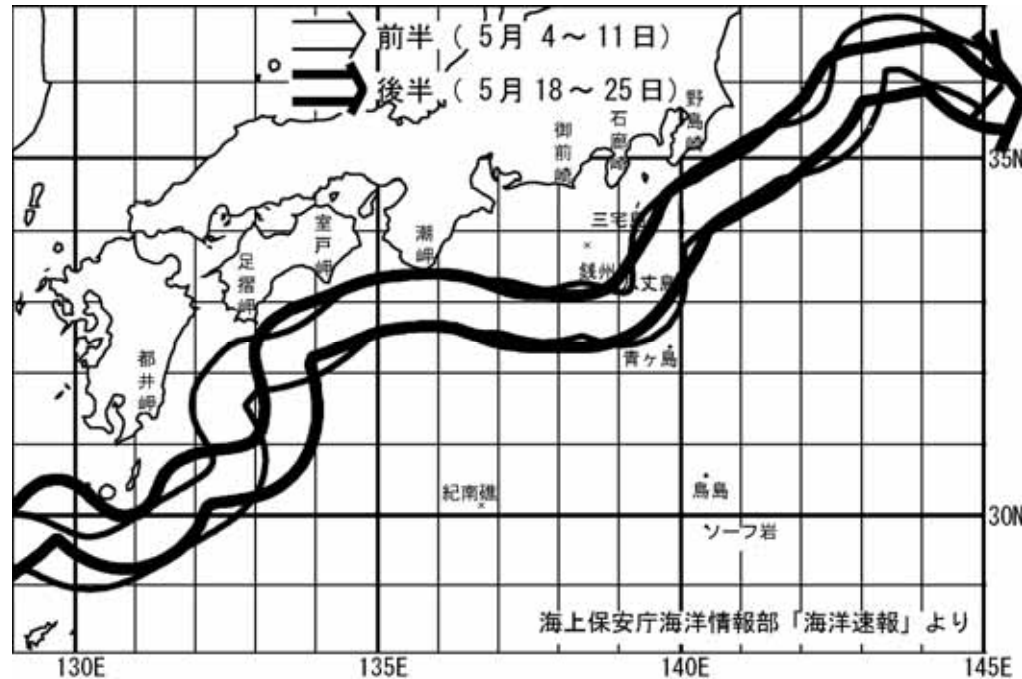 前半（5月 4～11日）
後半（5月18～25日）
野島崎
石廊崎
御前崎
35N
三宅島
室戸岬
潮岬
足摺岬
銭州
八丈島
青ヶ島
都井岬
紀南礁
鳥島
30N
ソーフ岩
海上保安庁海洋情報部「海洋速報」より
130E
135E
140E
145E